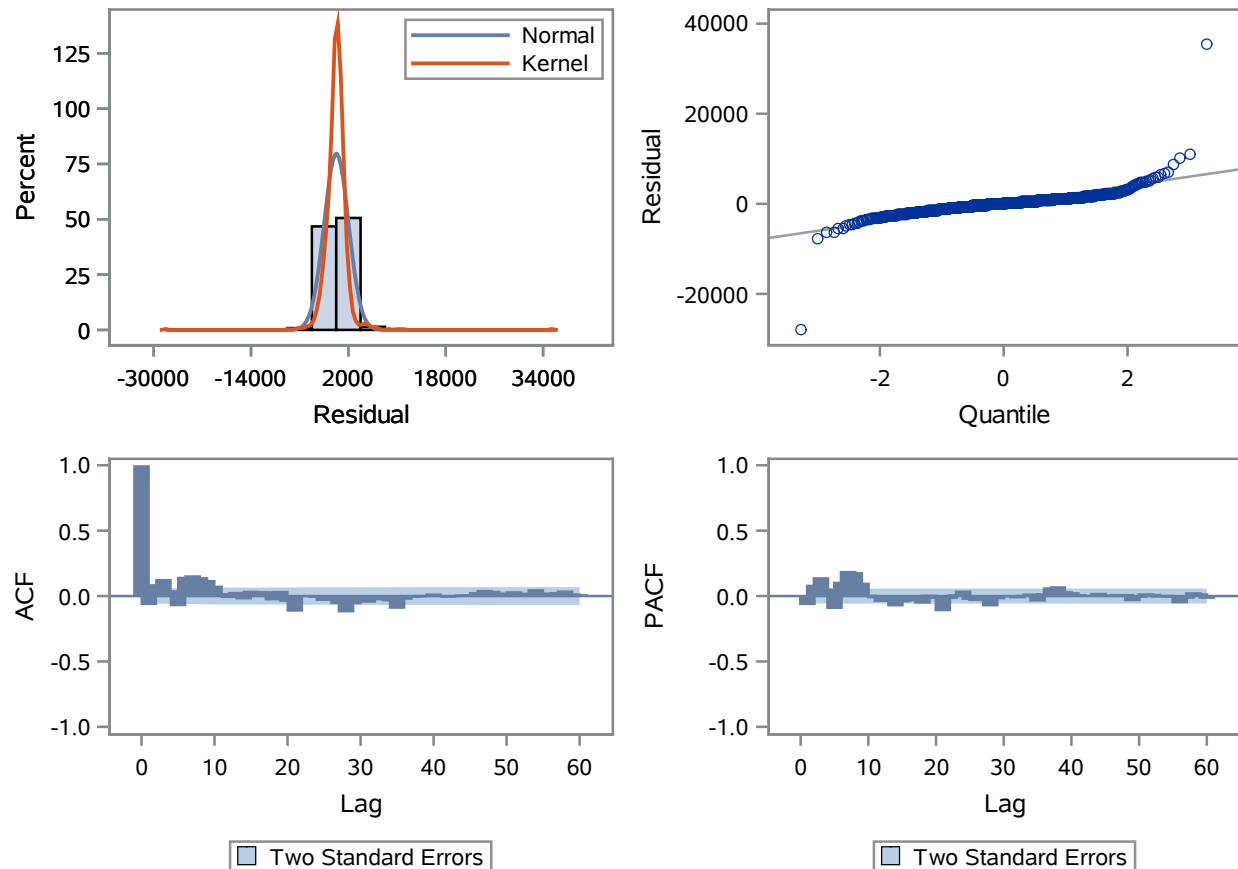 Normal
Kernel
125
100
75
50
25
0
Percent
-30000 -14000 2000 18000 34000
Residual
40000
20000
0
-20000
Residual
-2 0 2
Quantile
1.0
0.5
0.0
-0.5
-1.0
ACF
0 10 20 30 40 50 60
Lag
Two Standard Errors
1.0
0.5
0.0
-0.5
-1.0
PACF
0 10 20 30 40 50 60
Lag
Two Standard Errors